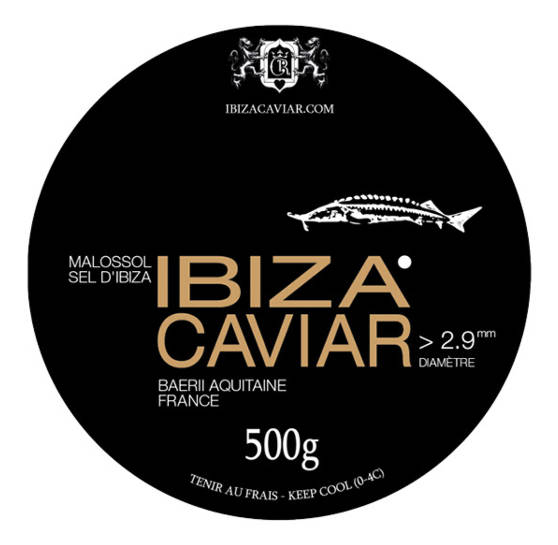 IBIZACAVIAR.COM
MALOSSOL
SEL D'IBIZA
IBIZA
CAVIAR
> 2.9mm
DIAMÈTRE
BAERII AQUITAINE
FRANCE
500g
TENIR AU FRAIS - KEEP COOL (0-4C)